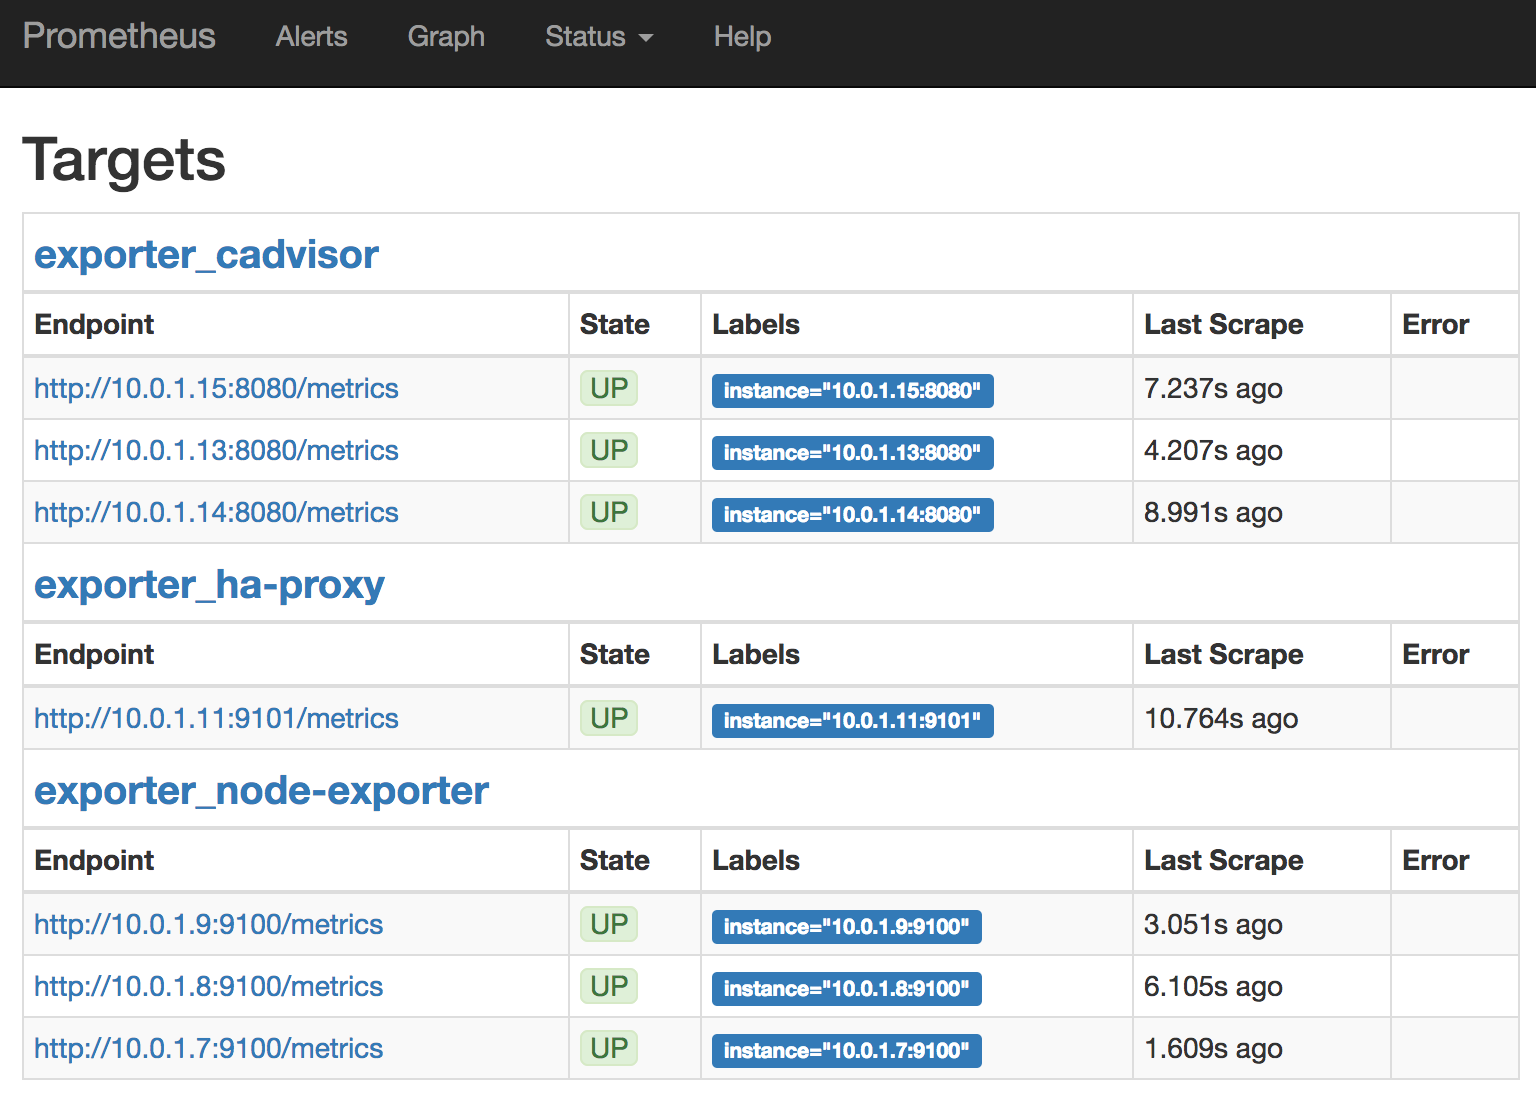 Prometheus Alerts Graph Status Help
Targets
exporter_cadvisor
Endpoint State Labels Last Scrape Error
http://10.0.1.15:8080/metrics UP instance="10.0.1.15:8080" 7.237s ago
http://10.0.1.13:8080/metrics UP instance="10.0.1.13:8080" 4.207s ago
http://10.0.1.14:8080/metrics UP instance="10.0.1.14:8080" 8.991s ago
exporter_ha-proxy
Endpoint State Labels Last Scrape Error
http://10.0.1.11:9101/metrics UP instance="10.0.1.11:9101" 10.764s ago
exporter_node-exporter
Endpoint State Labels Last Scrape Error
http://10.0.1.9:9100/metrics UP instance="10.0.1.9:9100" 3.051s ago
http://10.0.1.8:9100/metrics UP instance="10.0.1.8:9100" 6.105s ago
http://10.0.1.7:9100/metrics UP instance="10.0.1.7:9100" 1.609s ago